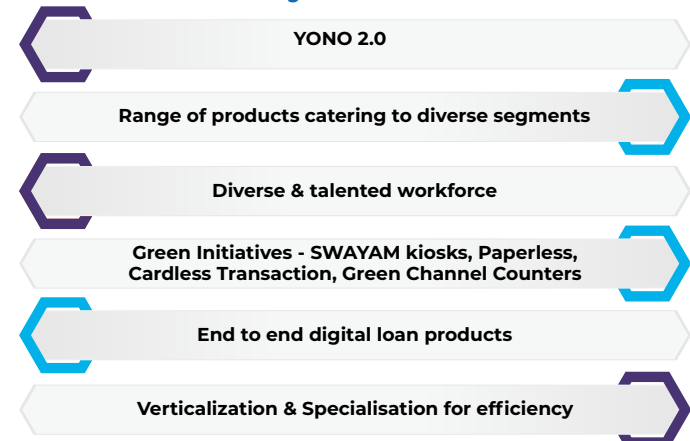 YONO 2.0
Range of products catering to diverse segments
Diverse & talented workforce
Green Initiatives - SWAYAM kiosks, Paperless,
Cardless Transaction, Green Channel Counters
End to end digital loan products
Verticalization & Specialisation for efficiency